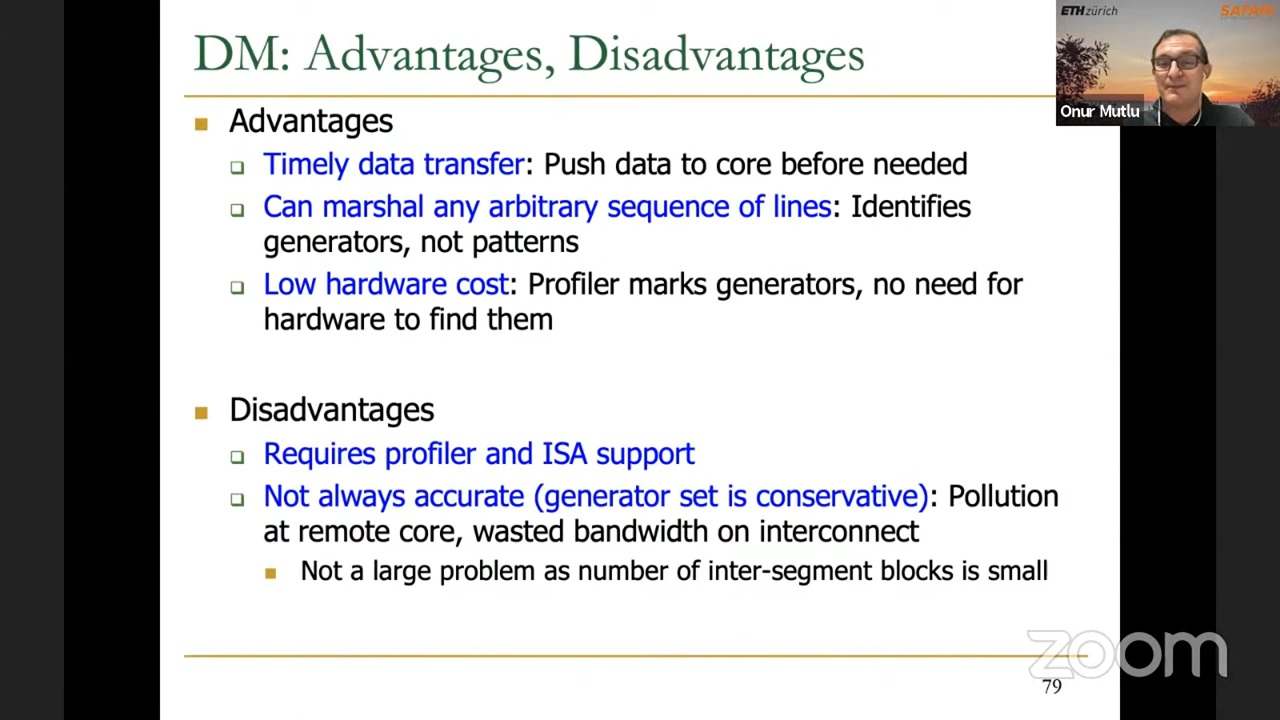 DM: Advantages, Disadvantages
ETH zürich
SAFARI
Onur Mutlu
Advantages
Timely data transfer: Push data to core before needed
Can marshal any arbitrary sequence of lines: Identifies
generators, not patterns
Low hardware cost: Profiler marks generators, no need for
hardware to find them
Disadvantages
Requires profiler and ISA support
Not always accurate (generator set is conservative): Pollution
at remote core, wasted bandwidth on interconnect
Not a large problem as number of inter-segment blocks is small
zoom
79